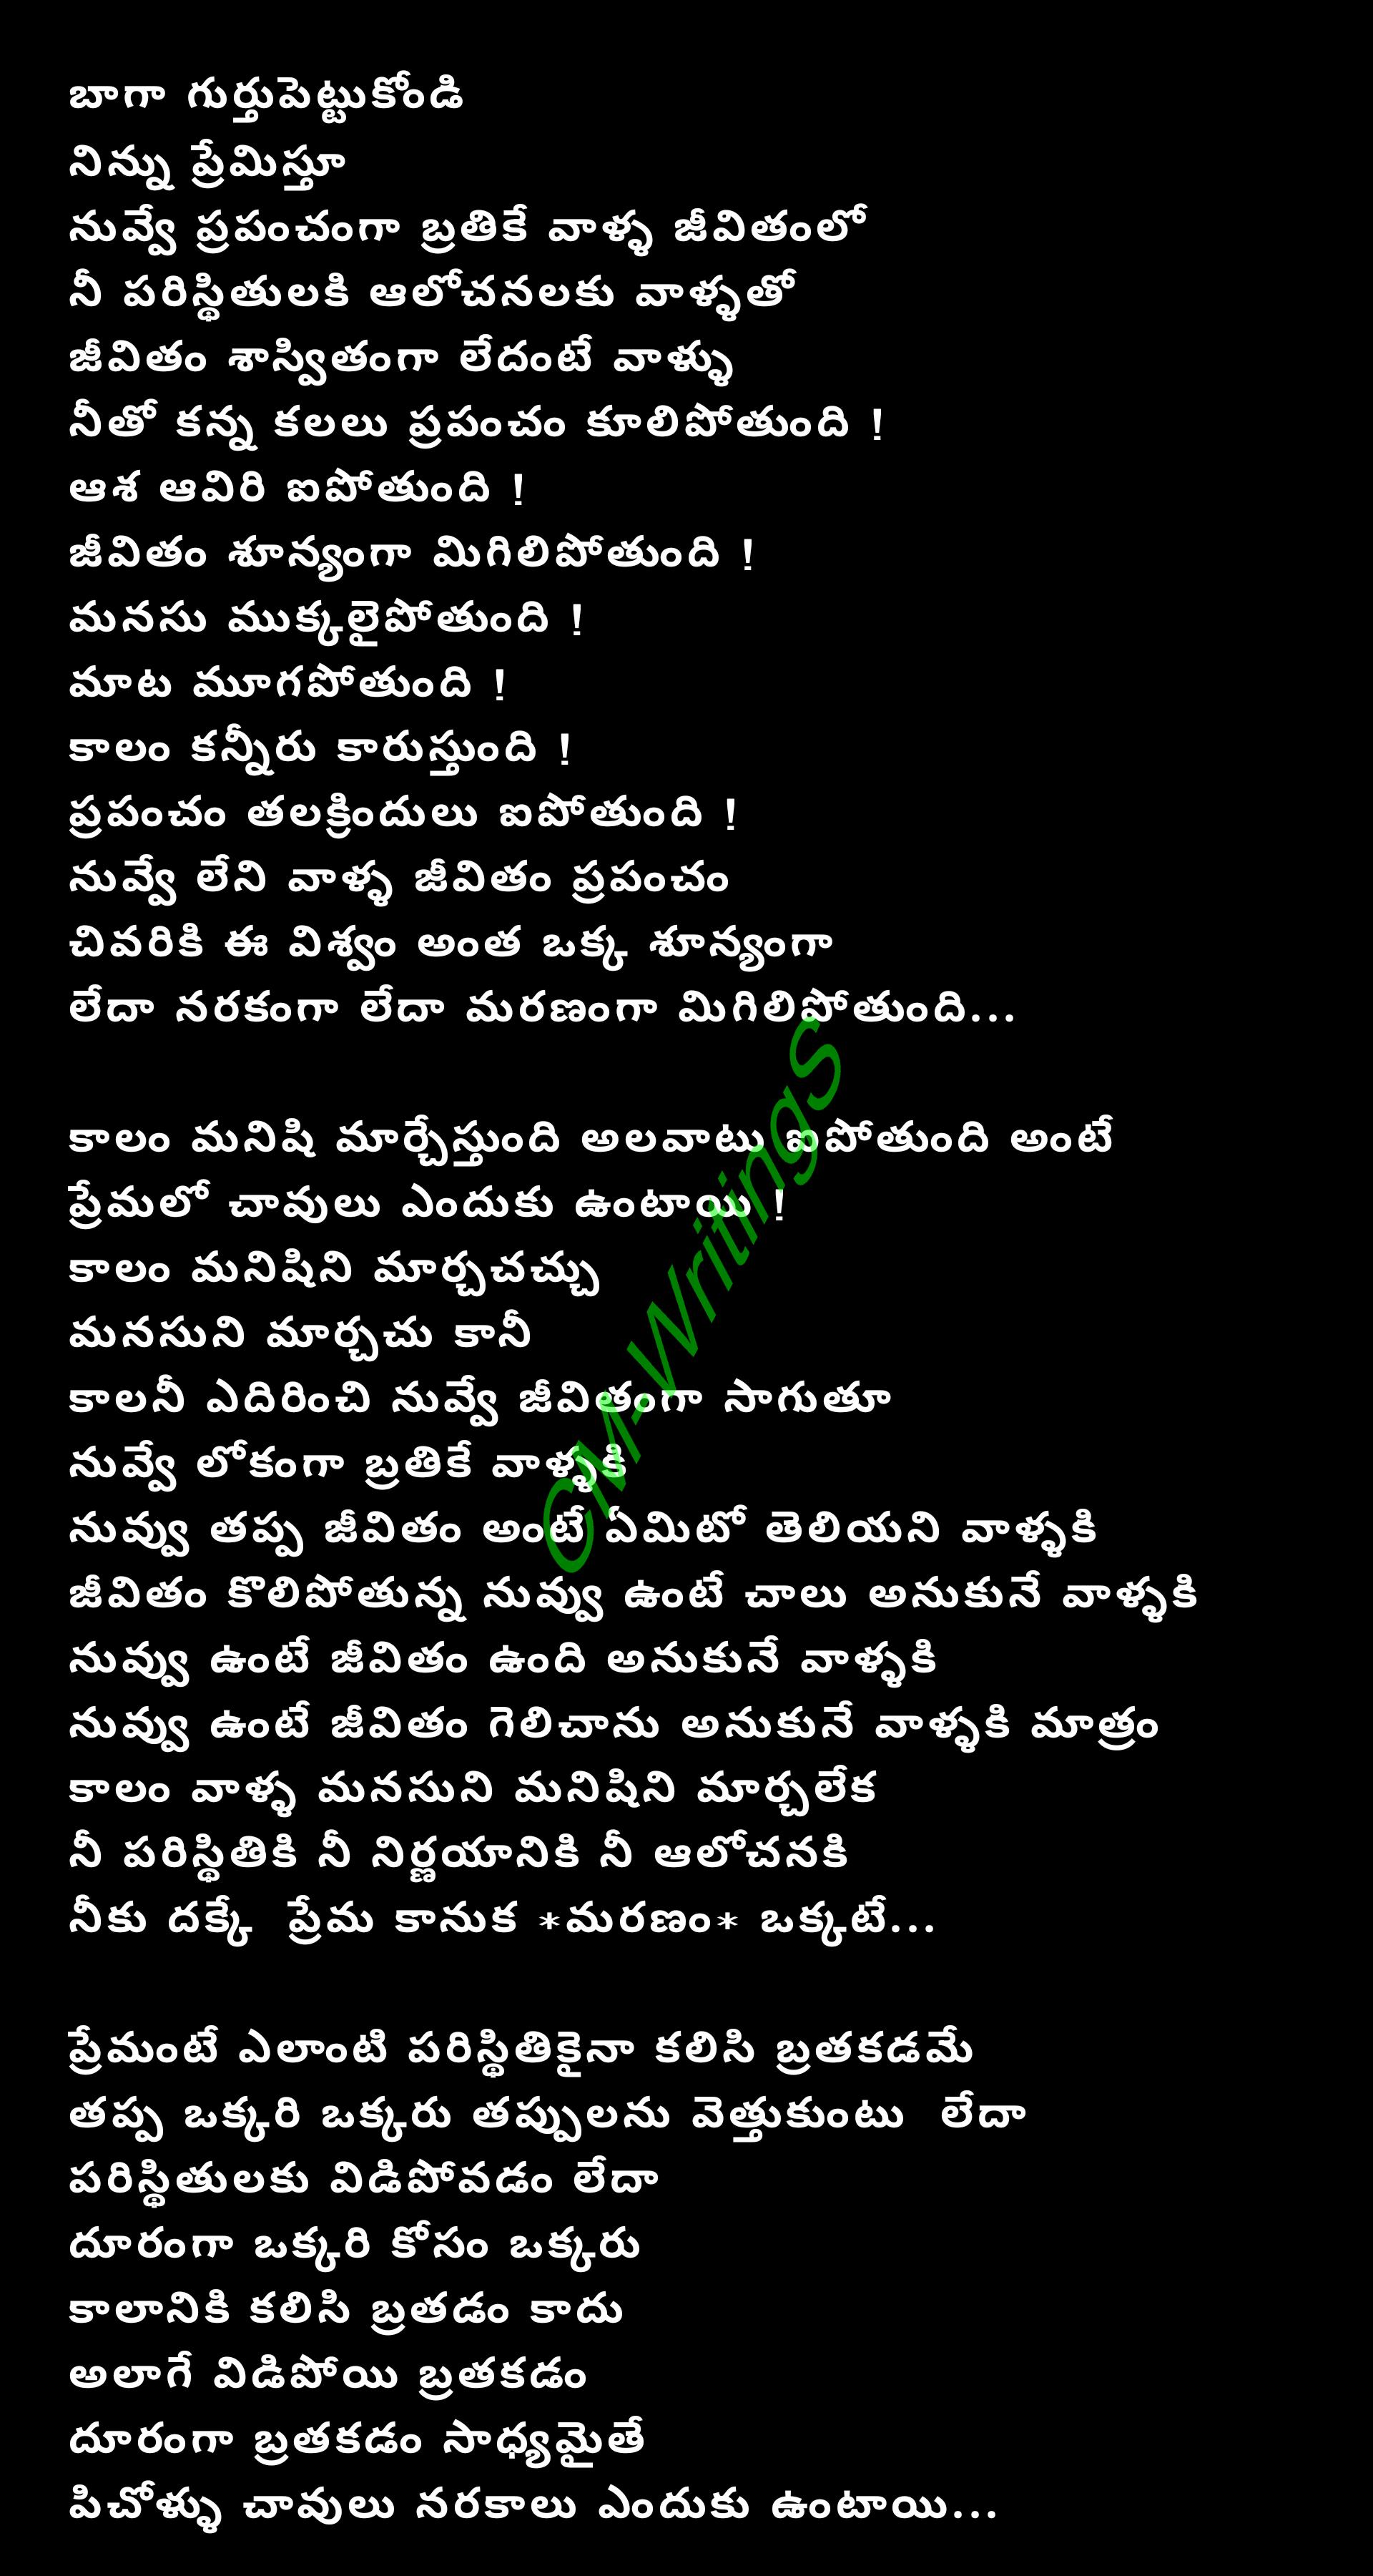 బాగా గుర్తుపెట్టుకోండి
నిన్ను ప్రేమిస్తూ
నువ్వే ప్రపంచంగా బ్రతికే వాళ్ళ జీవితంలో
నీ పరిస్థితులకి ఆలోచనలకు వాళ్ళతో
జీవితం శాస్వితంగా లేదంటే వాళ్ళు
నీతో కన్న కలలు ప్రపంచం కూలిపోతుంది !
ఆశ ఆవిరి ఐపోతుంది !
జీవితం శూన్యంగా మిగిలిపోతుంది !
మనసు ముక్కలైపోతుంది !
మాట మూగపోతుంది !
కాలం కన్నీరు కారుస్తుంది !
ప్రపంచం తలక్రిందులు ఐపోతుంది !
నువ్వే లేని వాళ్ళ జీవితం ప్రపంచం
చివరికి ఈ విశ్వం అంత ఒక్క శూన్యంగా
లేదా నరకంగా లేదా మరణంగా మిగిలిపోతుంది...
కాలం మనిషి మార్చేస్తుంది అలవాటు ఐపోతుంది అంటే
ప్రేమలో చావులు ఎందుకు ఉంటాయి !
కాలం మనిషిని మార్చచచ్చు
మనసుని మార్చచు కానీ
కాలనీ ఎదిరించి నువ్వే జీవితంగా సాగుతూ
నువ్వే లోకంగా బ్రతికే వాళ్ళకి
నువ్వు తప్ప జీవితం అంటే ఏమిటో తెలియని వాళ్ళకి
జీవితం కొలిపోతున్న నువ్వు ఉంటే చాలు అనుకునే వాళ్ళకి
నువ్వు ఉంటే జీవితం ఉంది అనుకునే వాళ్ళకి
నువ్వు ఉంటే జీవితం గెలిచాను అనుకునే వాళ్ళకి మాత్రం
కాలం వాళ్ళ మనసుని మనిషిని మార్చలేక
నీ పరిస్థితికి నీ నిర్ణయానికి నీ ఆలోచనకి
నీకు దక్కే ప్రేమ కానుక *మరణం* ఒక్కటే...
ప్రేమంటే ఎలాంటి పరిస్థితికైనా కలిసి బ్రతకడమే
తప్ప ఒక్కరి ఒక్కరు తప్పులను వెత్తుకుంటు లేదా
పరిస్థితులకు విడిపోవడం లేదా
దూరంగా ఒక్కరి కోసం ఒక్కరు
కాలానికి కలిసి బ్రతడం కాదు
అలాగే విడిపోయి బ్రతకడం
దూరంగా బ్రతకడం సాధ్యమైతే
పిచోళ్ళు చావులు నరకాలు ఎందుకు ఉంటాయి...
CM-WritingS